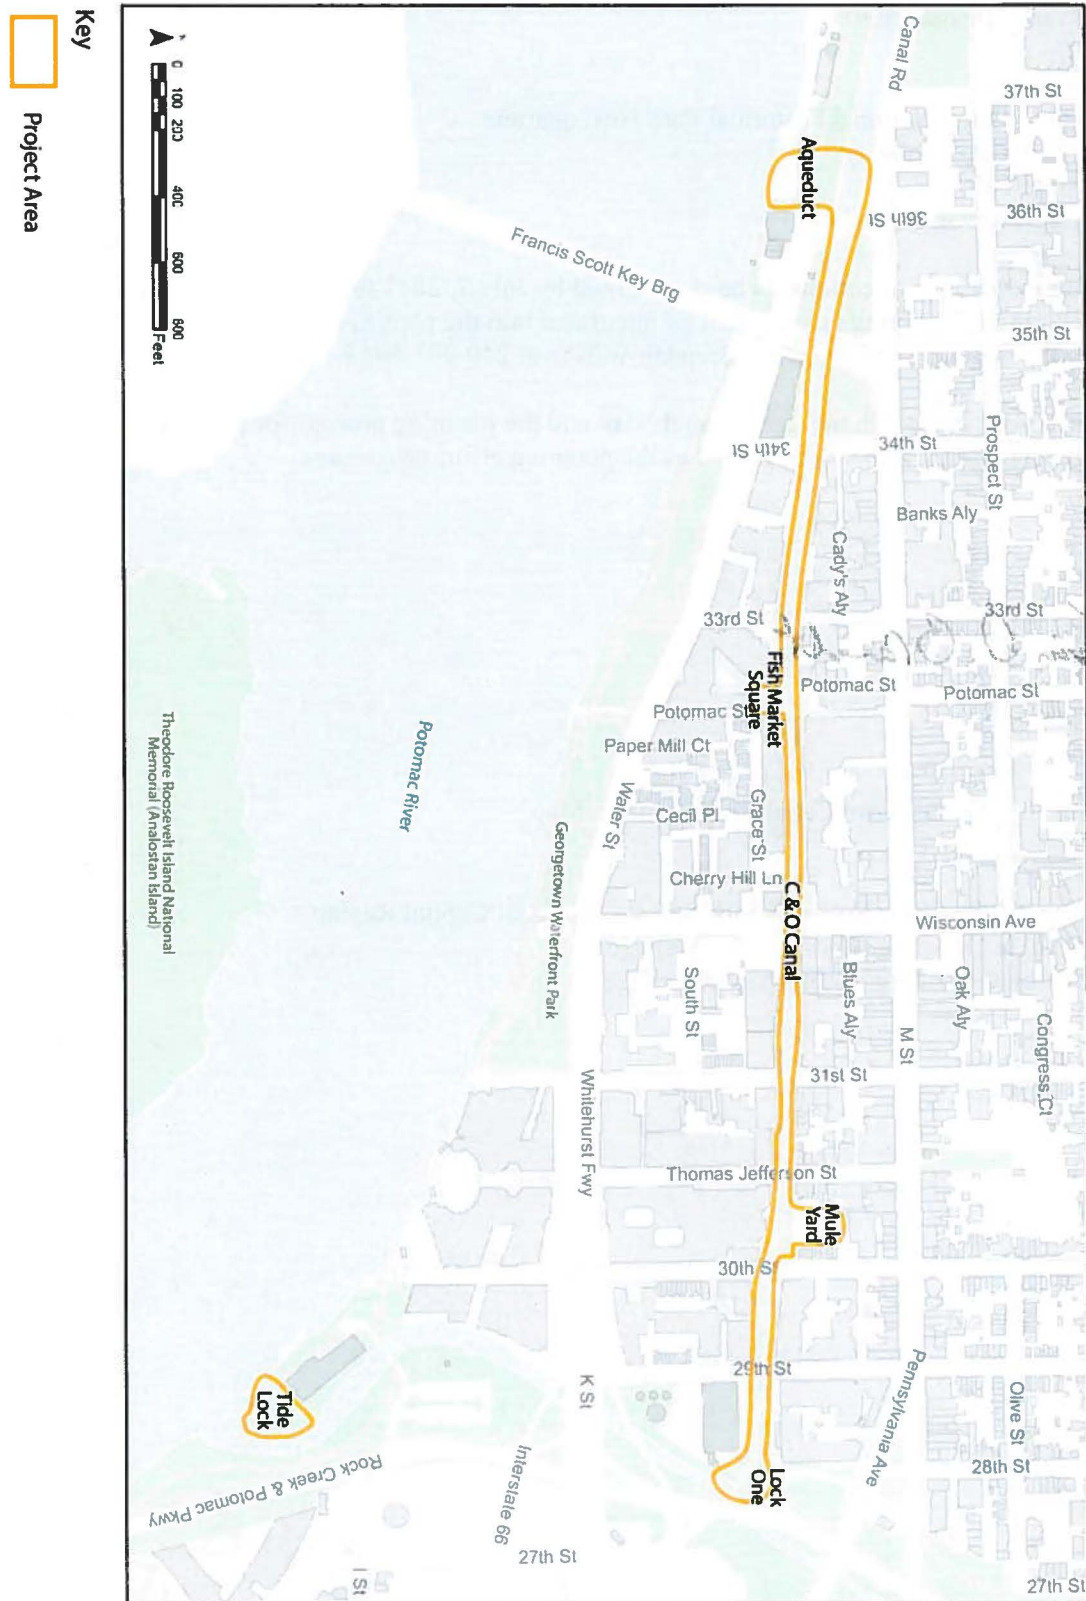 Key
Project Area
0 100 200 400 600 800
Feet
Canal Rd
37th St
36th St
36th St
35th St
Aqueduct
Francis Scott Key Brg
34th St
34th St
Prospect St
Banks Aly
Cady's Aly
33rd St
33rd St
Fish Market
Square
Potomac St
Potomac St
Potomac St
Paper Mill Ct
Water St
Cecil Pl
Grace St
Cherry Hill Ln
C & O Canal
Wisconsin Ave
Potomac River
Georgetown Waterfront Park
Theodore Roosevelt Island National
Memorial (Analostan Island)
South St
Blues Aly
Oak Aly
M St
Congress Ct
31st St
Whitehurst Fwy
Thomas Jefferson St
Mule
Yard
30th St
29th St
Pennsylvania Ave
Olive St
K St
28th St
Tide
Lock
Lock
One
Rock Creek & Potomac Pkwy
Interstate 66
27th St
27th St
I St